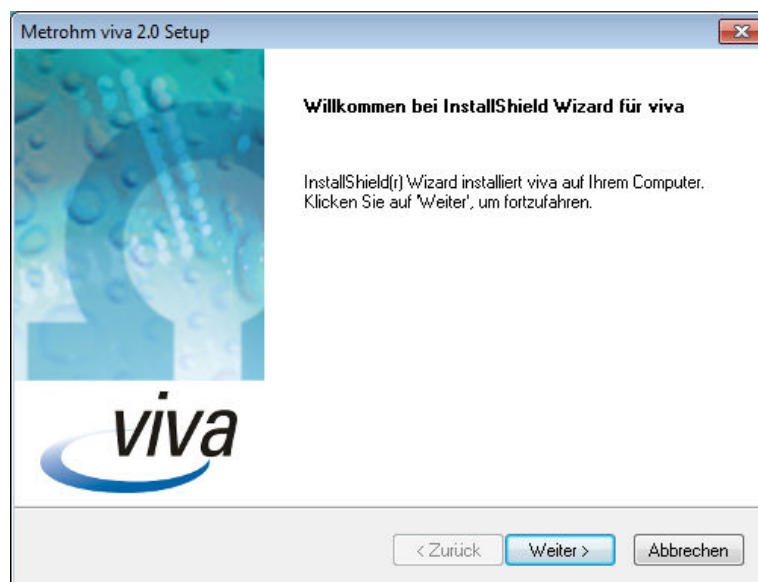 Metrohm viva 2.0 Setup
Willkommen bei InstallShield Wizard für viva
InstallShield(r) Wizard installiert viva auf Ihrem Computer.
Klicken Sie auf 'Weiter', um fortzufahren.
viva
< Zurück
Weiter >
Abbrechen